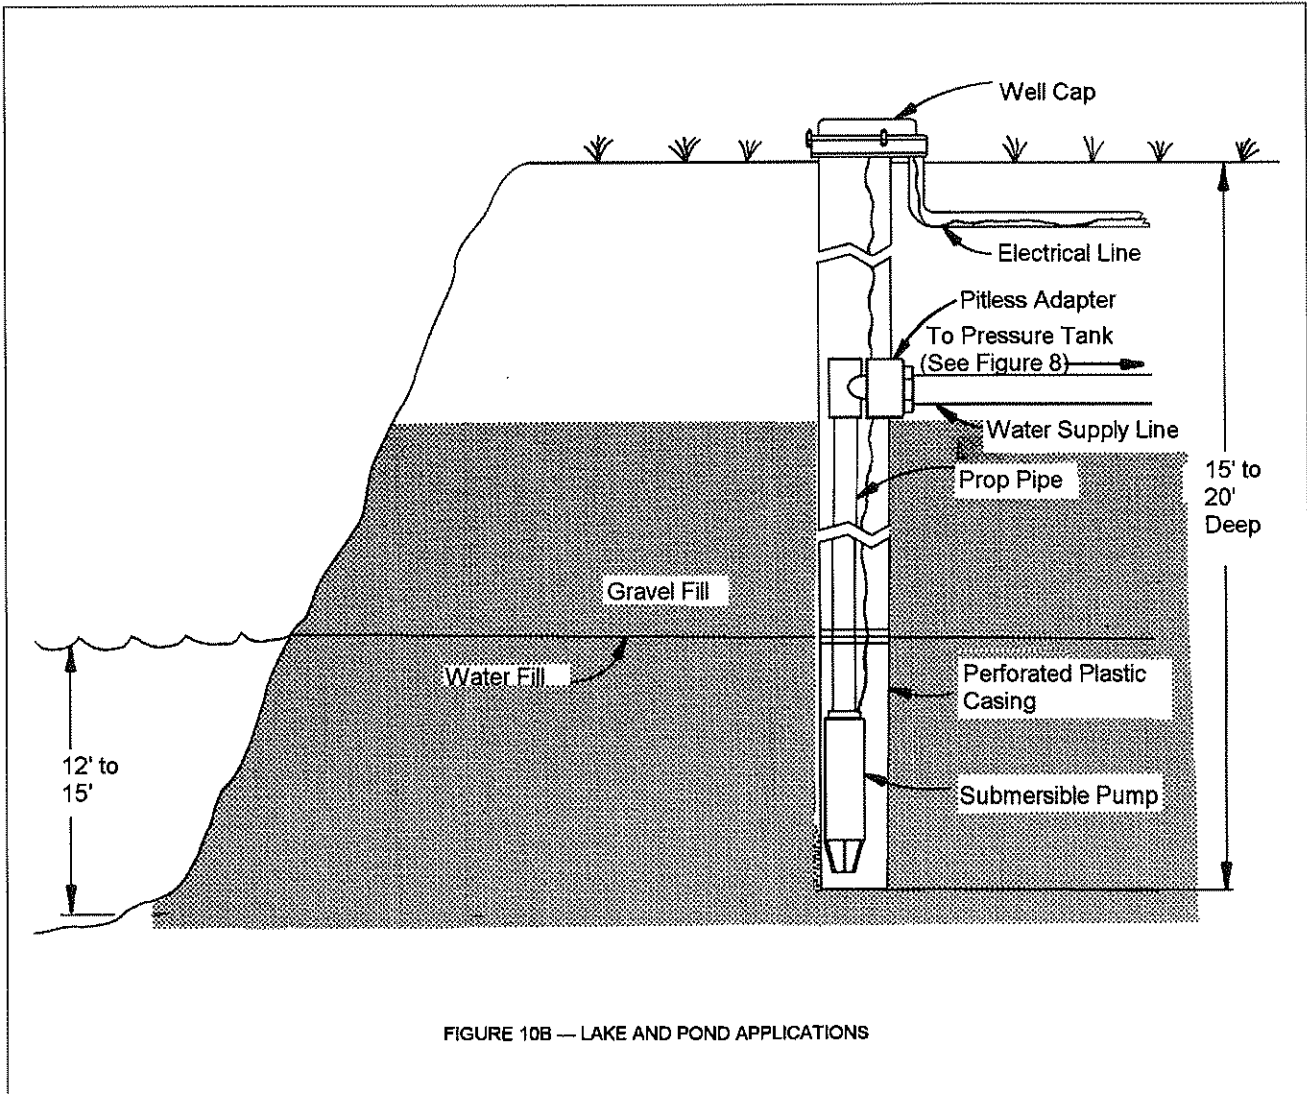 Well Cap
Electrical Line
Pitless Adapter
To Pressure Tank
(See Figure 8)
Water Supply Line
Prop Pipe
15' to
20'
Deep
Gravel Fill
Water Fill
Perforated Plastic
Casing
12' to
15'
Submersible Pump
FIGURE 10B — LAKE AND POND APPLICATIONS